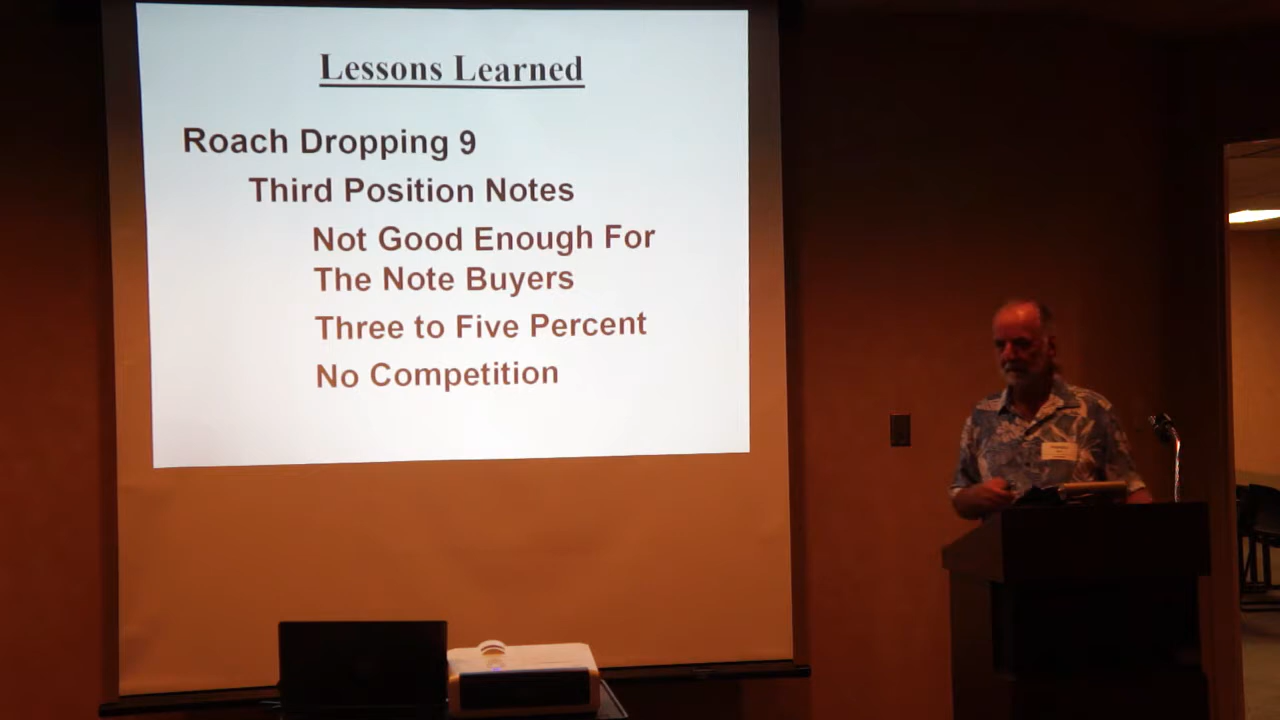 Lessons Learned
Roach Dropping 9
Third Position Notes
Not Good Enough For
The Note Buyers
Three to Five Percent
No Competition